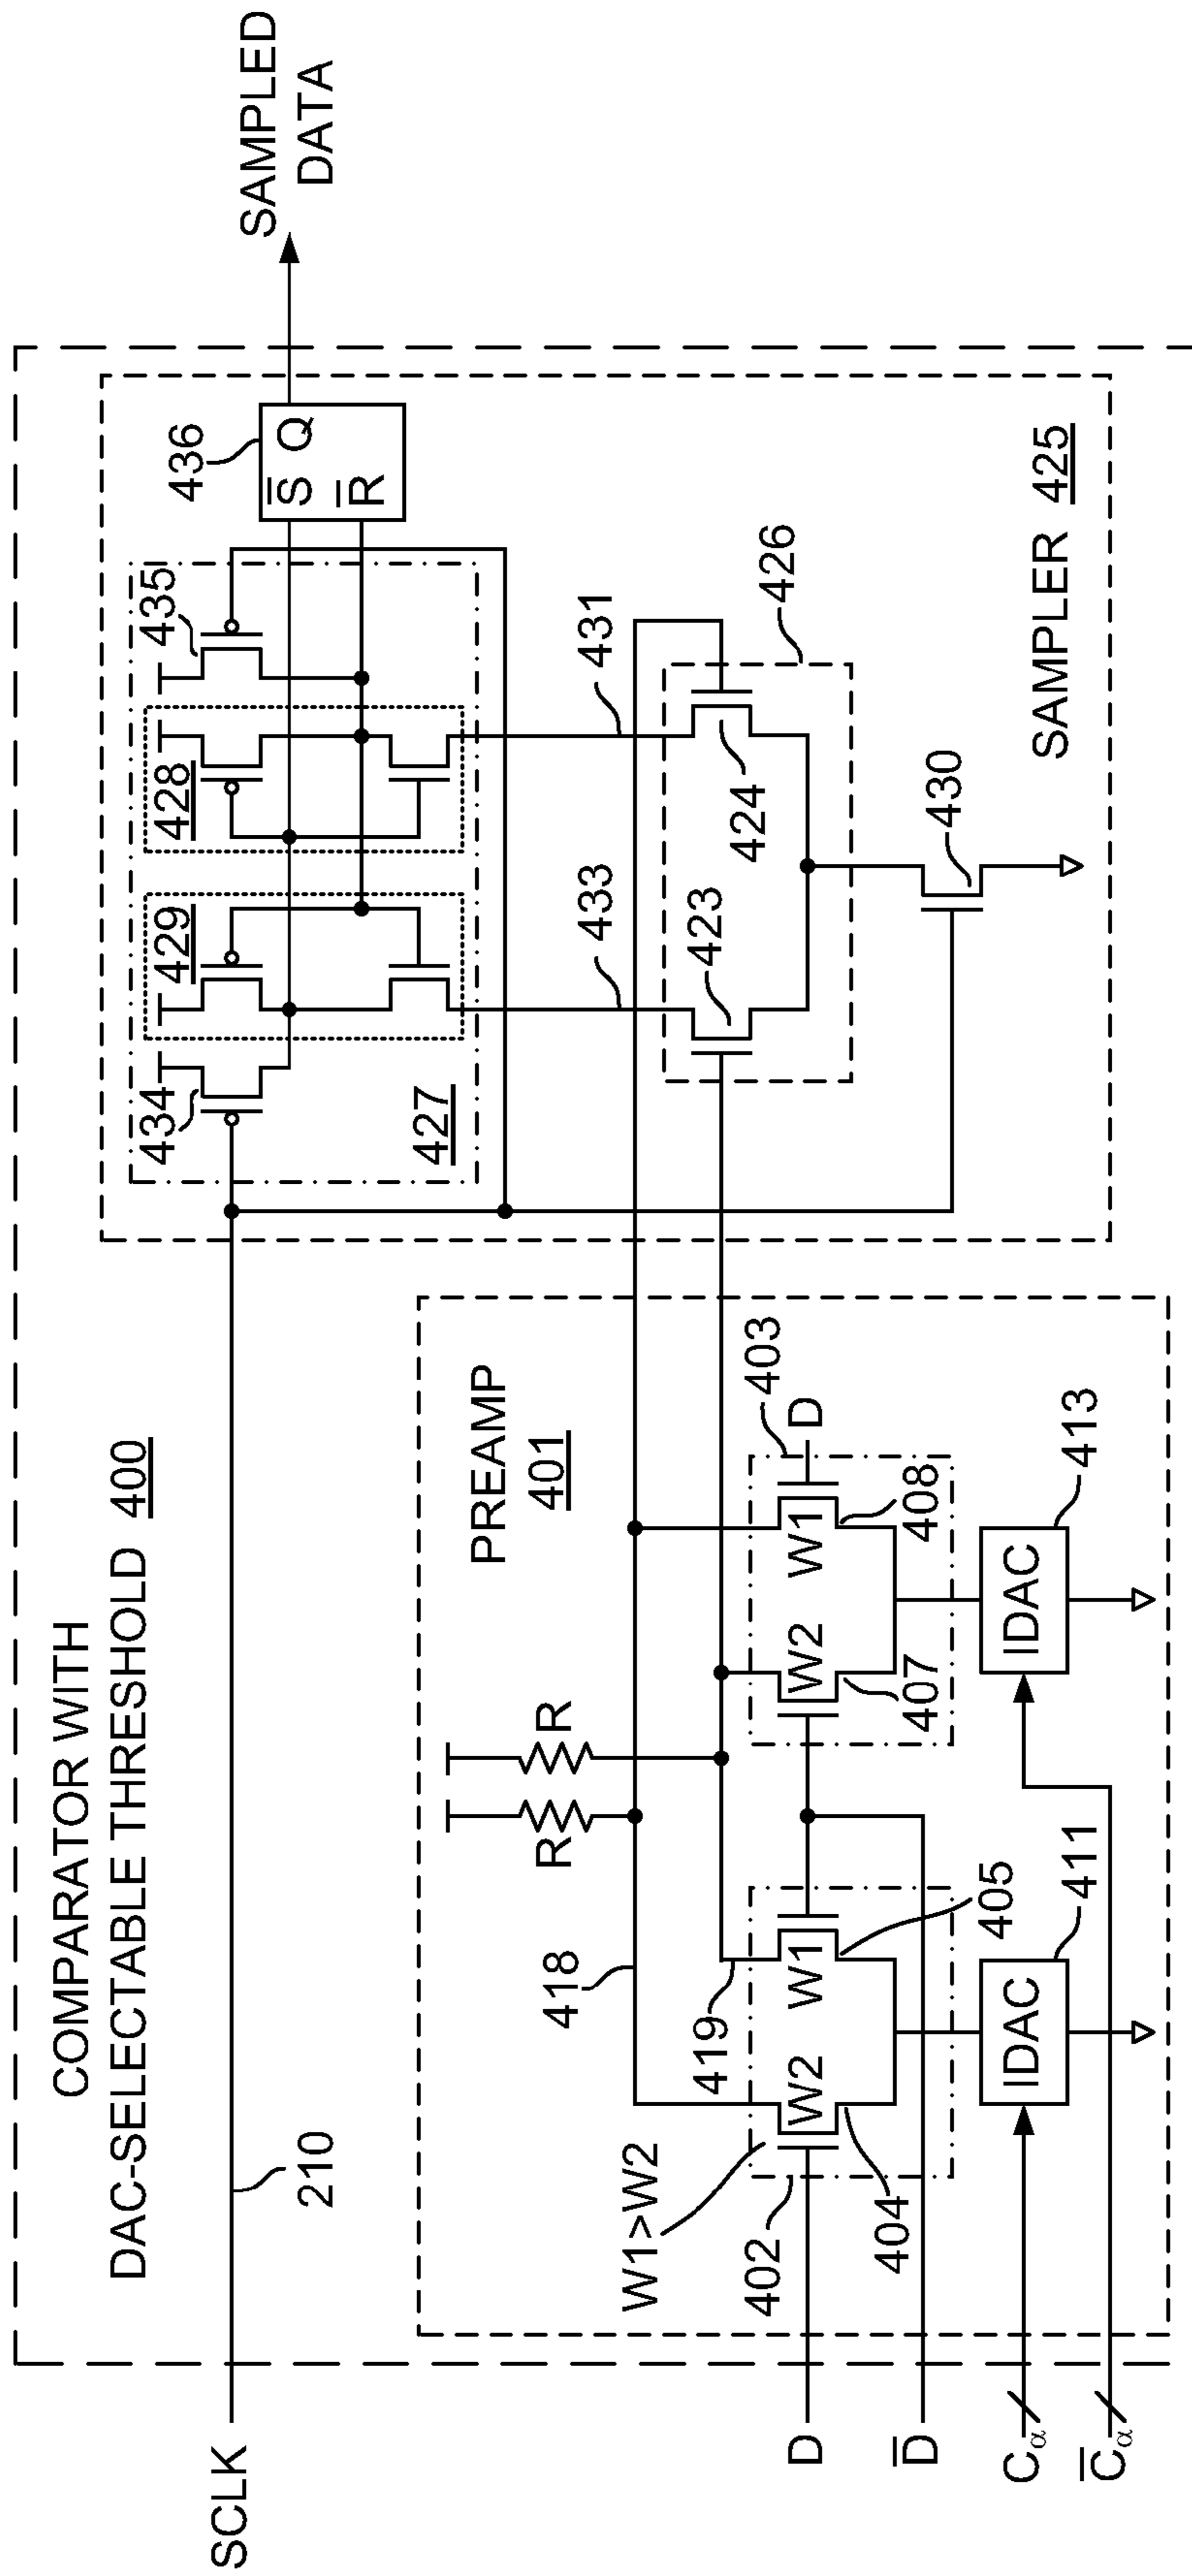 COMPARATOR WITH
DAC-SELECTABLE THRESHOLD 400
SCLK
210
434
429
428
435
436
S̅ Q
R̅
SAMPLED
DATA
427
433
431
423
424
426
430
SAMPLER 425
PREAMP
401
418
R
R
419
W1>W2
402
W2
W1
404
405
W2
W1
407
408
403
D
D
D̅
IDAC
411
IDAC
413
Cα
C̅α